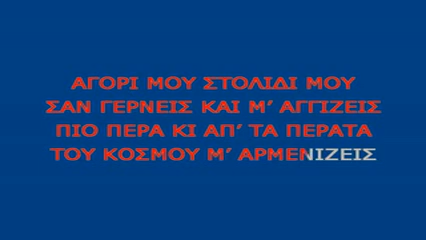 ΑΓΟΡΙ ΜΟΥ ΣΤΟΛΙΔΙ ΜΟΥ
ΣΑΝ ΓΕΡΝΕΙΣ ΚΑΙ Μ’ ΑΓΓΙΖΕΙΣ
ΠΙΟ ΠΕΡΑ ΚΙ ΑΠ’ ΤΑ ΠΕΡΑΤΑ
ΤΟΥ ΚΟΣΜΟΥ Μ’ ΑΡΜΕΝΙΖΕΙΣ